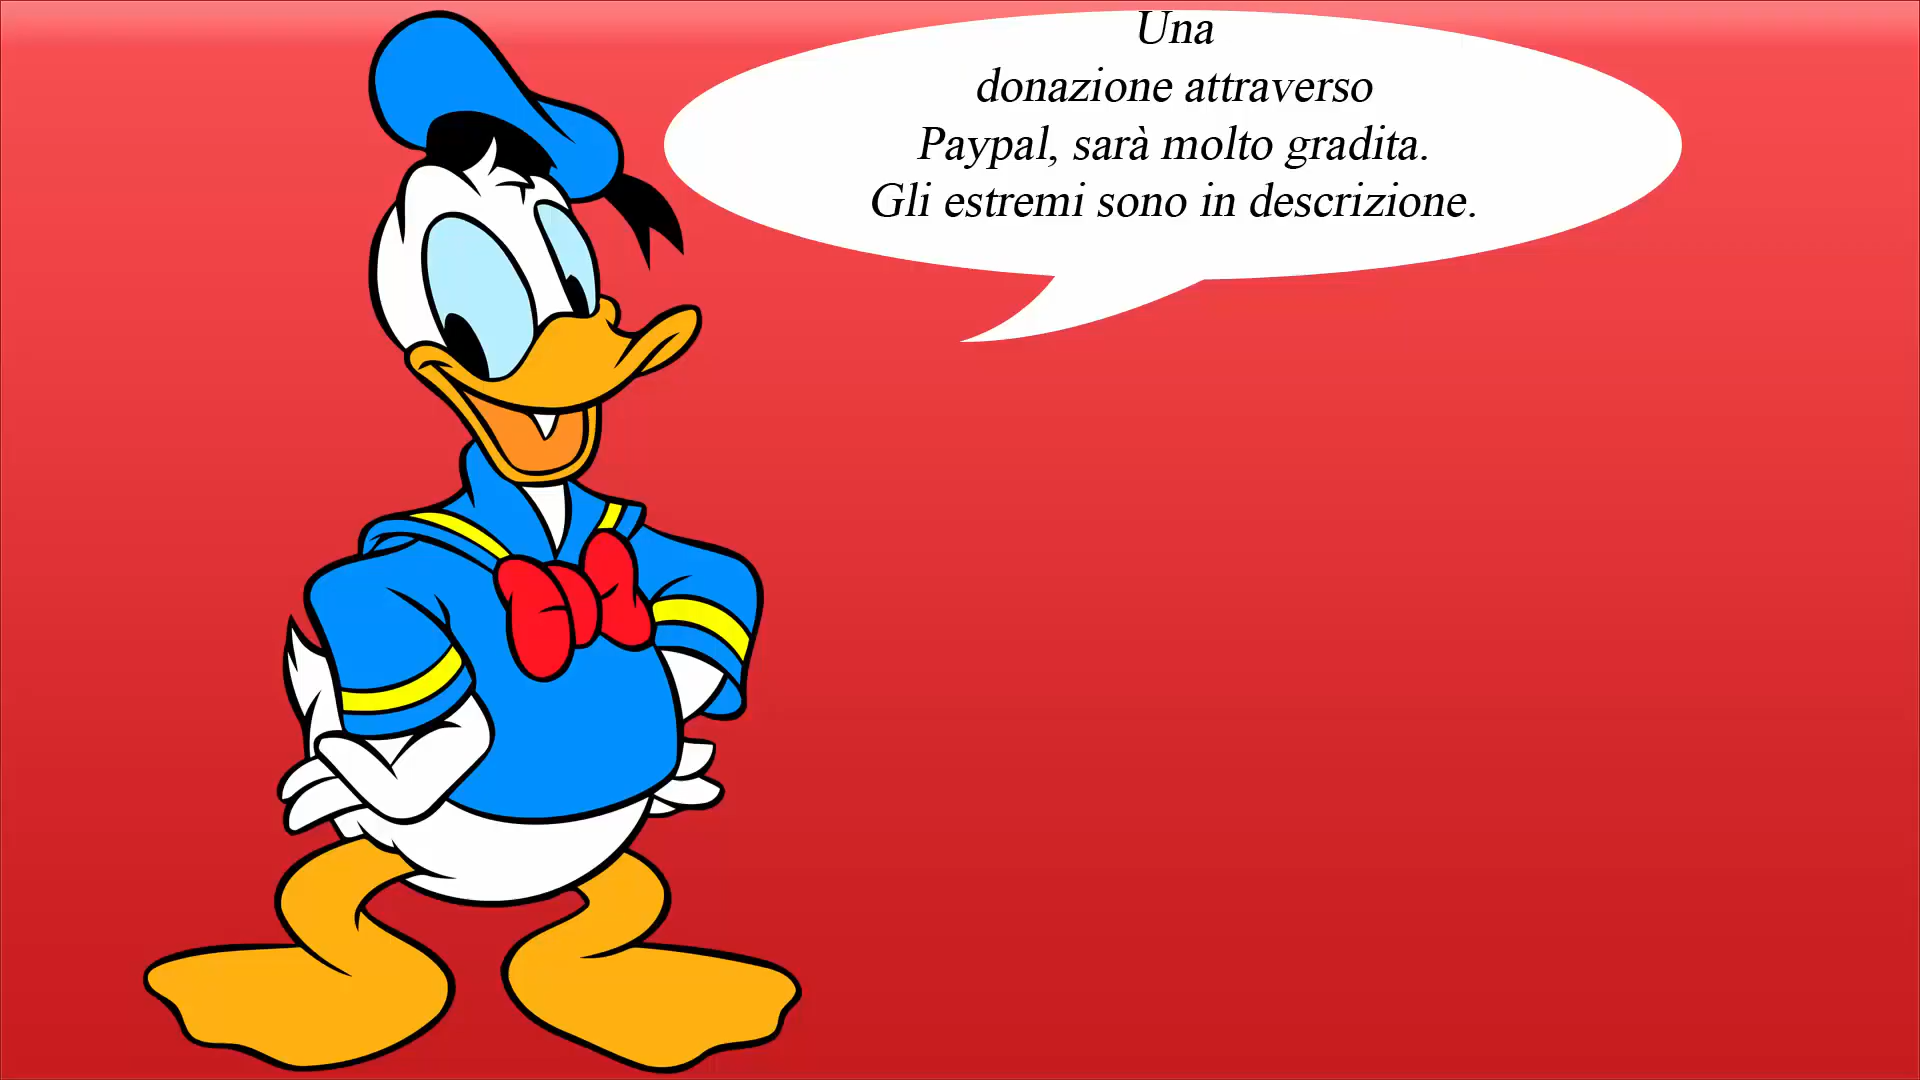 Una
donazione attraverso
Paypal, sarà molto gradita.
Gli estremi sono in descrizione.